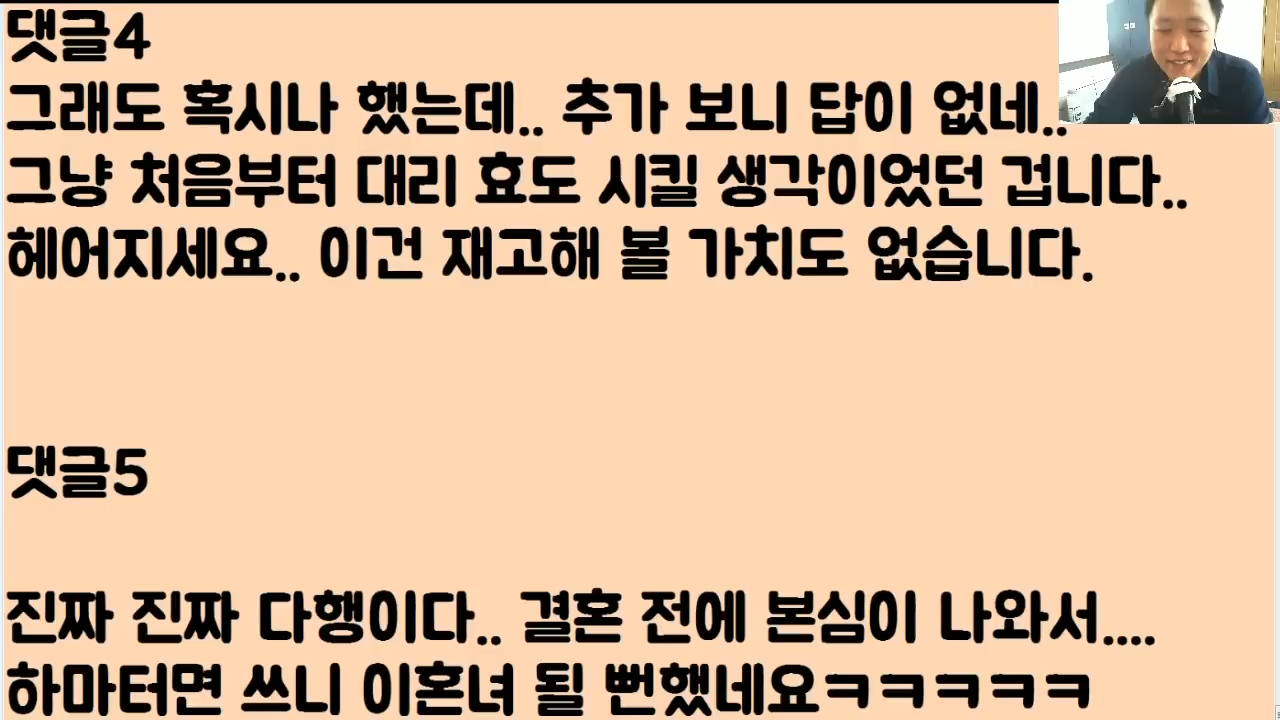 댓글4
그래도 혹시나 했는데.. 추가 보니 답이 없네..
그냥 처음부터 대리 효도 시킬 생각이었던 겁니다..
헤어지세요.. 이건 재고해 볼 가치도 없습니다.
댓글5
진짜 진짜 다행이다.. 결혼 전에 본심이 나와서....
하마터면 쓰니 이혼녀 될 뻔했네요ㅋㅋㅋㅋㅋ